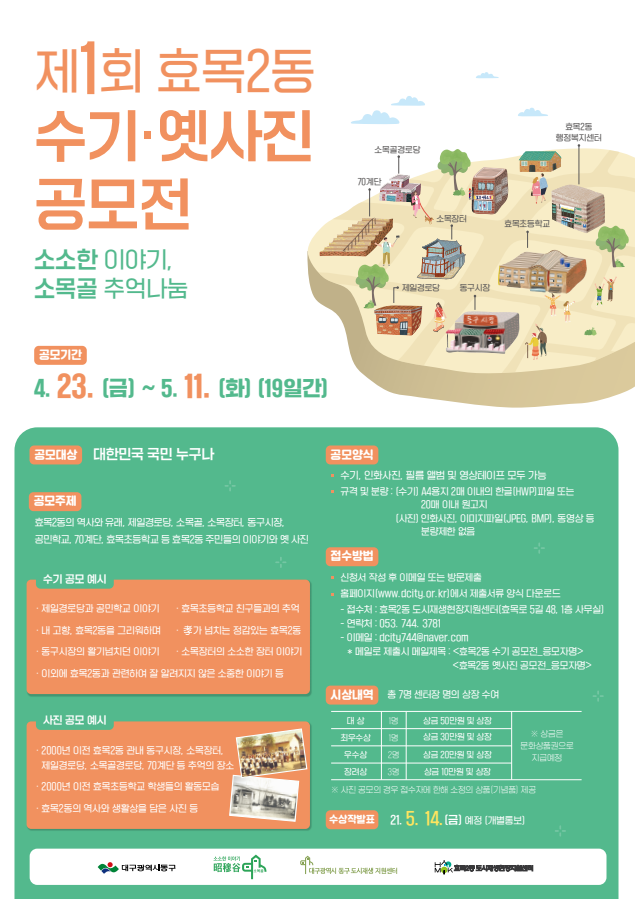 제1회 효목2동
수기·옛사진
공모전
소소한 이야기,
소목골 추억나눔
효목2동
행정복지센터
소목골경로당
70계단
소목장터
효목초등학교
제일경로당
동구시장
동구시장
공모기간
4. 23. (금) ~ 5. 11. (화) (19일간)
공모대상 대한민국 국민 누구나
공모주제
효목2동의 역사와 유래, 제일경로당, 소목골, 소목장터, 동구시장,
공민학교, 70계단, 효목초등학교 등 효목2동 주민들의 이야기와 옛 사진
수기 공모 예시
· 제일경로당과 공민학교 이야기 · 효목초등학교 친구들과의 추억
· 내 고향, 효목2동을 그리워하며 · 孝가 넘치는 정감있는 효목2동
· 동구시장의 활기넘치던 이야기 · 소목장터의 소소한 장터 이야기
· 이외에 효목2동과 관련하여 잘 알려지지 않은 소중한 이야기 등
사진 공모 예시
· 2000년 이전 효목2동 관내 동구시장, 소목장터,
제일경로당, 소목골경로당, 70계단 등 추억의 장소
· 2000년 이전 효목초등학교 학생들의 활동모습
· 효목2동의 역사와 생활상을 담은 사진 등
공모양식
• 수기, 인화사진, 필름 앨범 및 영상테이프 모두 가능
• 규격 및 분량 : (수기) A4용지 2매 이내의 한글(HWP)파일 또는
20매 이내 원고지
(사진) 인화사진, 이미지파일(JPEG, BMP), 동영상 등
분량제한 없음
접수방법
• 신청서 작성 후 이메일 또는 방문제출
• 홈페이지(www.dcity.or.kr)에서 제출서류 양식 다운로드
- 접수처 : 효목2동 도시재생현장지원센터(효목로 5길 48, 1층 사무실)
- 연락처 : 053. 744. 3781
- 이메일 : dcity744@naver.com
* 메일로 제출시 메일제목 : <효목2동 수기 공모전_응모자명>
<효목2동 옛사진 공모전_응모자명>
시상내역 총 7명 센터장 명의 상장 수여
대 상 1명 상금 50만원 및 상장
최우수상 1명 상금 30만원 및 상장
우수상 2명 상금 20만원 및 상장
장려상 3명 상금 10만원 및 상장
※ 상금은
문화상품권으로
지급예정
※ 사진 공모의 경우 접수자에 한해 소정의 상품(기념품) 제공
수상작발표 21. 5. 14.(금) 예정 (개별통보)
대구광역시동구
소소한 이야기
昭穆谷
소목골
대구광역시 동구 도시재생 지원센터
효목2동 도시재생현장지원센터